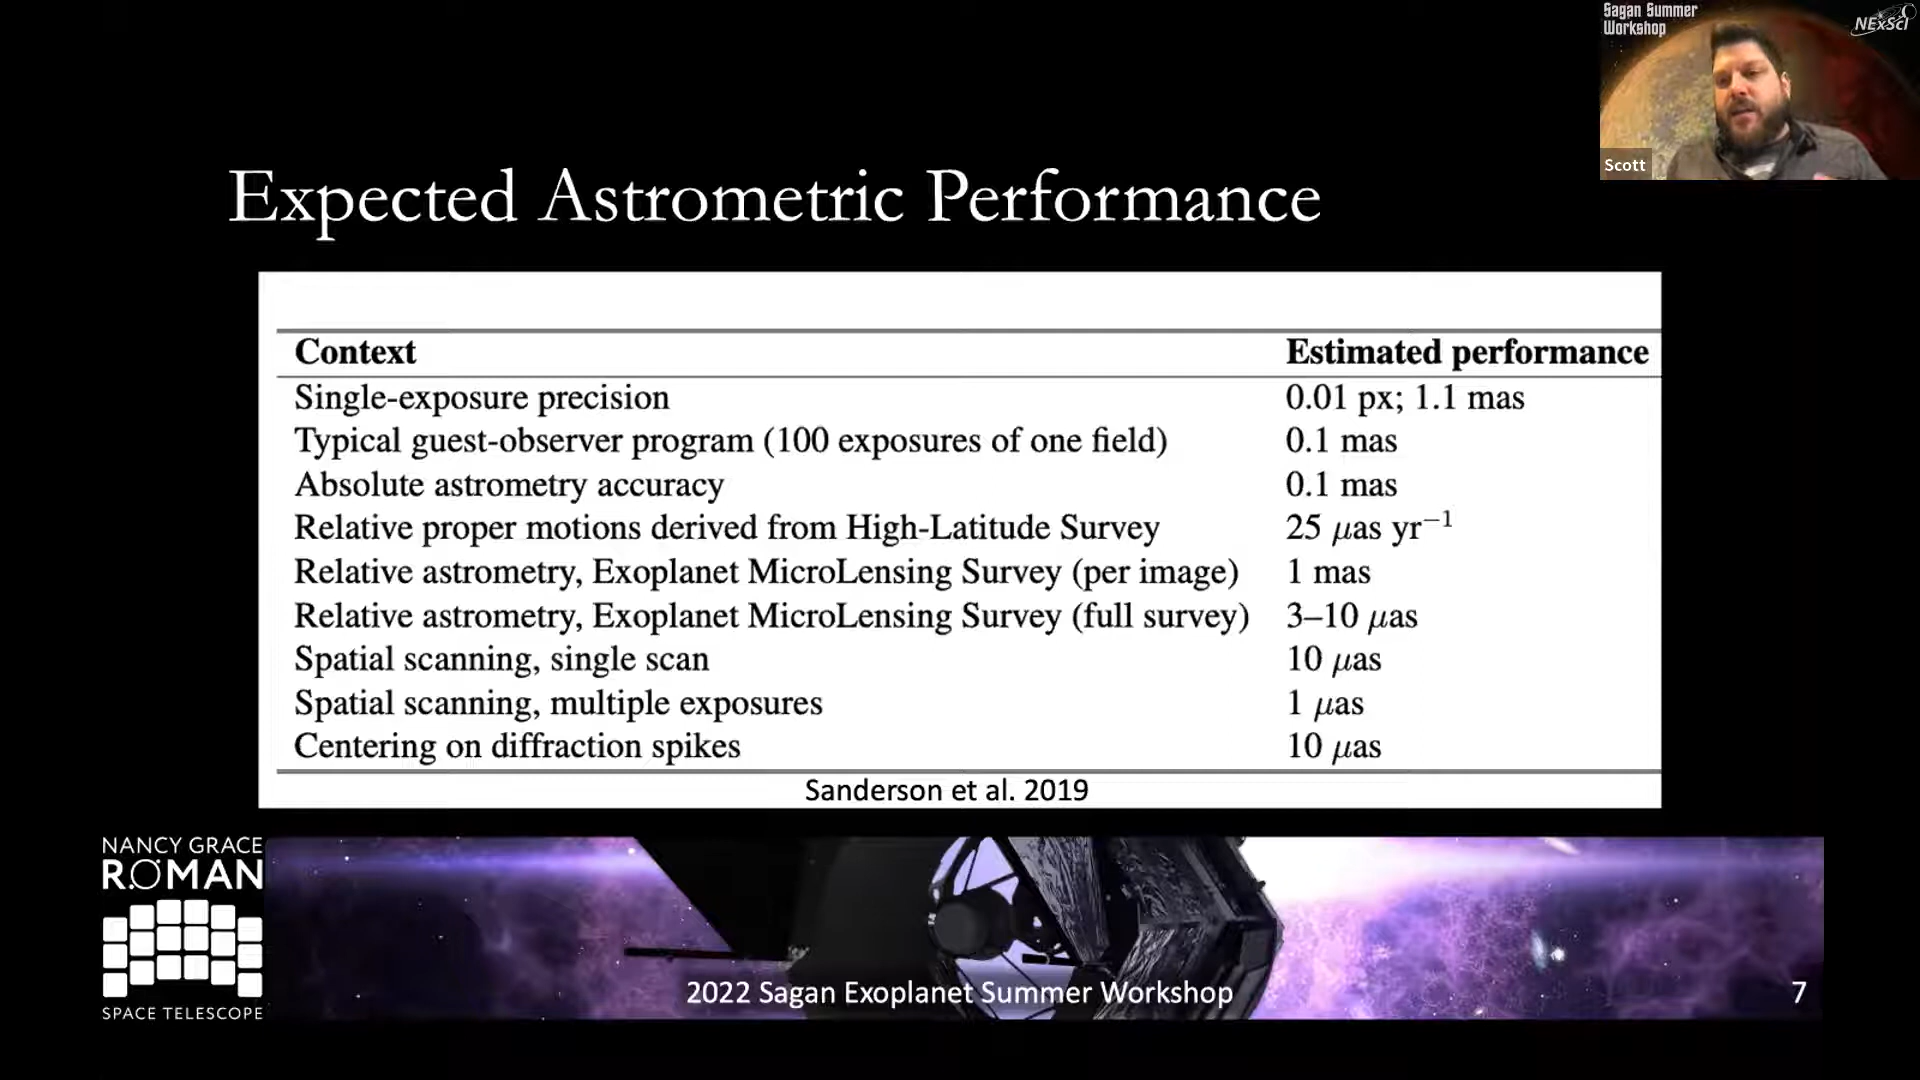 Sagan Summer
Workshop
NExScI
Scott
Expected Astrometric Performance
Context Estimated performance
Single-exposure precision 0.01 px; 1.1 mas
Typical guest-observer program (100 exposures of one field) 0.1 mas
Absolute astrometry accuracy 0.1 mas
Relative proper motions derived from High-Latitude Survey 25 μas yr⁻¹
Relative astrometry, Exoplanet MicroLensing Survey (per image) 1 mas
Relative astrometry, Exoplanet MicroLensing Survey (full survey) 3–10 μas
Spatial scanning, single scan 10 μas
Spatial scanning, multiple exposures 1 μas
Centering on diffraction spikes 10 μas
Sanderson et al. 2019
NANCY GRACE
ROMAN
SPACE TELESCOPE
2022 Sagan Exoplanet Summer Workshop
7